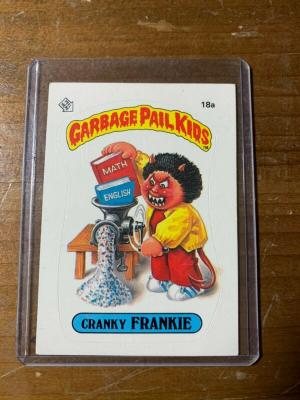 18a
GARBAGE PAIL KIDS
MATH
ENGLISH
CRANKY FRANKIE